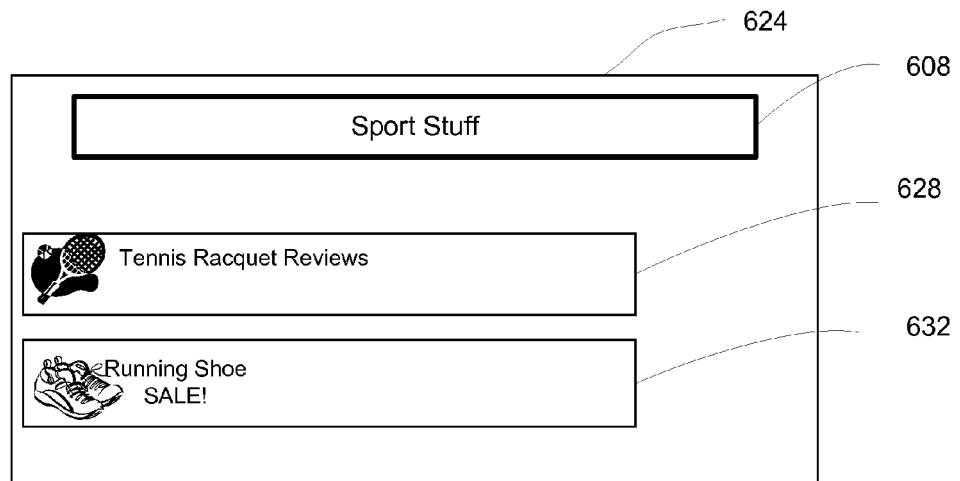 624
608
Sport Stuff
628
Tennis Racquet Reviews
632
Running Shoe
SALE!